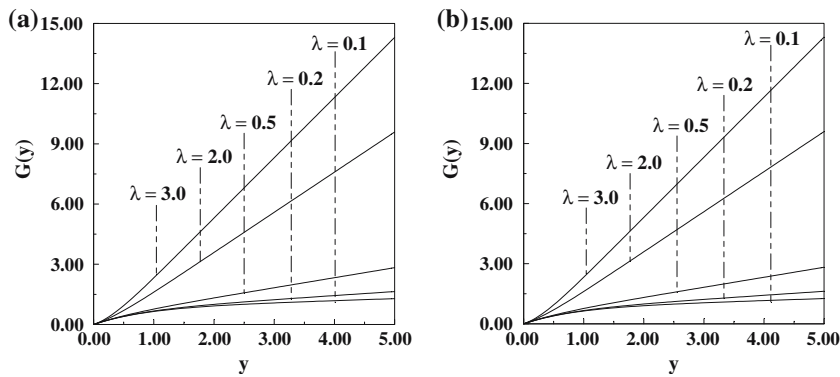 (a)
15.00
12.00
9.00
6.00
3.00
0.00
G(y)
λ = 0.1
λ = 0.2
λ = 0.5
λ = 2.0
λ = 3.0
0.00 1.00 2.00 3.00 4.00 5.00
y
(b)
15.00
12.00
9.00
6.00
3.00
0.00
G(y)
λ = 0.1
λ = 0.2
λ = 0.5
λ = 2.0
λ = 3.0
0.00 1.00 2.00 3.00 4.00 5.00
y